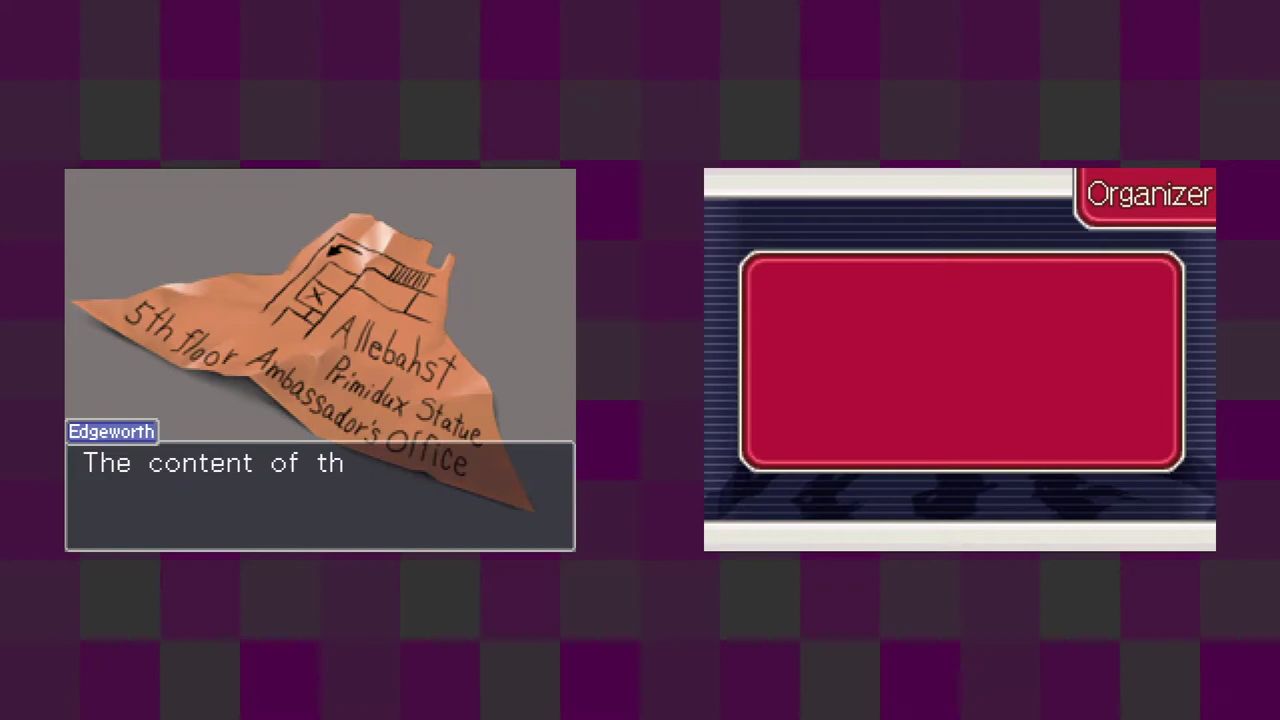 Allebahst
Primidux Statue
5th floor Ambassador's Office
Edgeworth
The content of th
Organizer